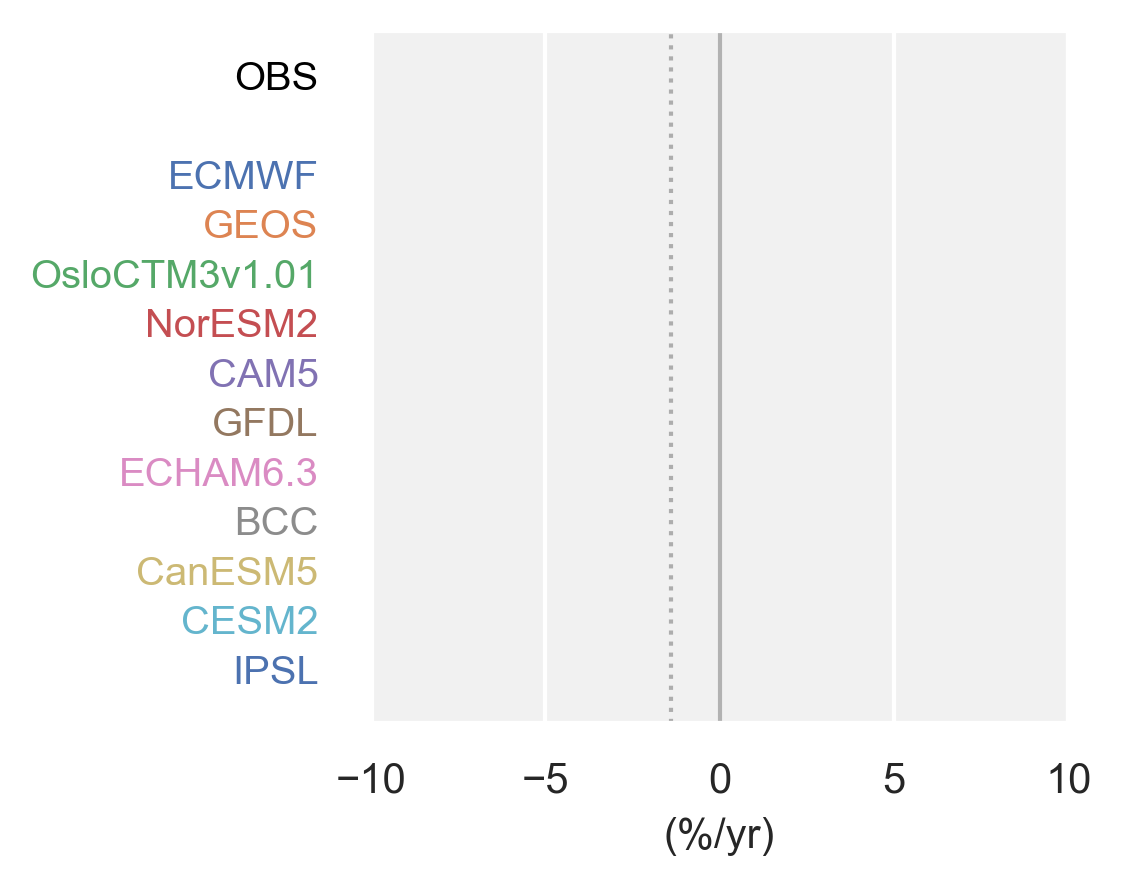 OBS
ECMWF
GEOS
OsloCTM3v1.01
NorESM2
CAM5
GFDL
ECHAM6.3
BCC
CanESM5
CESM2
IPSL
−10 −5 0 5 10
(%/yr)